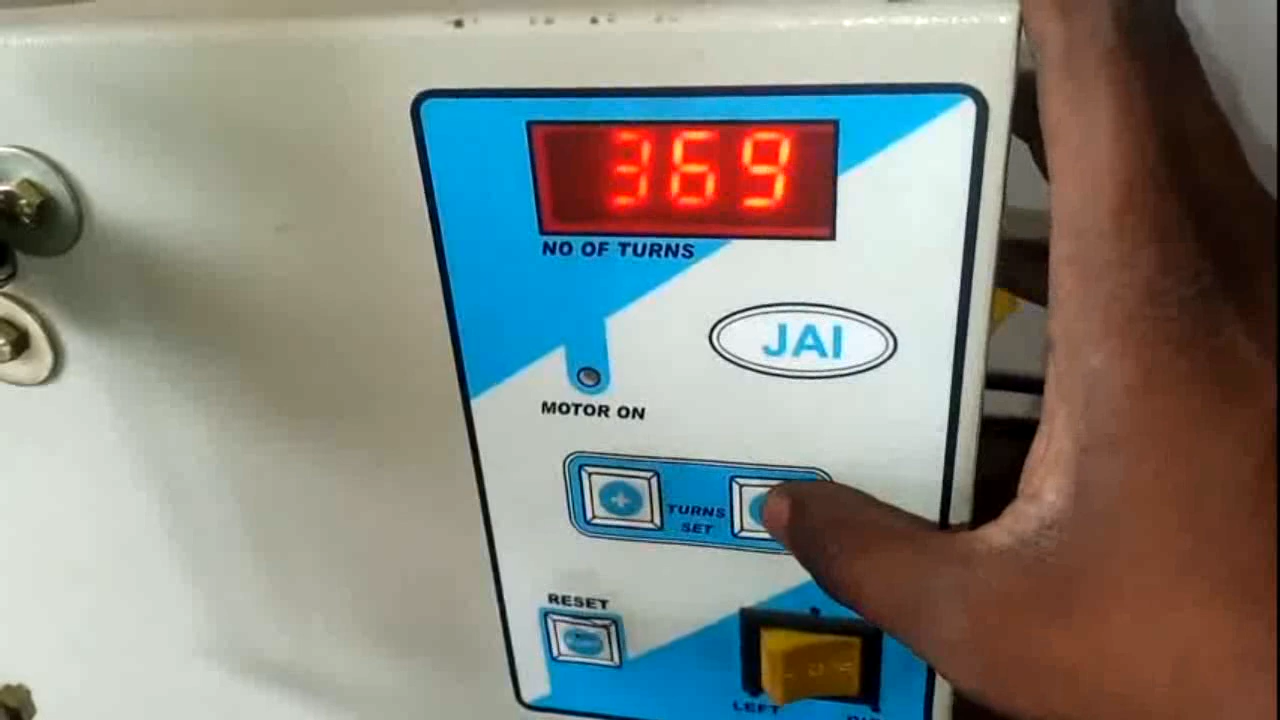 369
NO OF TURNS
JAI
MOTOR ON
+
TURNS
SET
RESET
LEFT